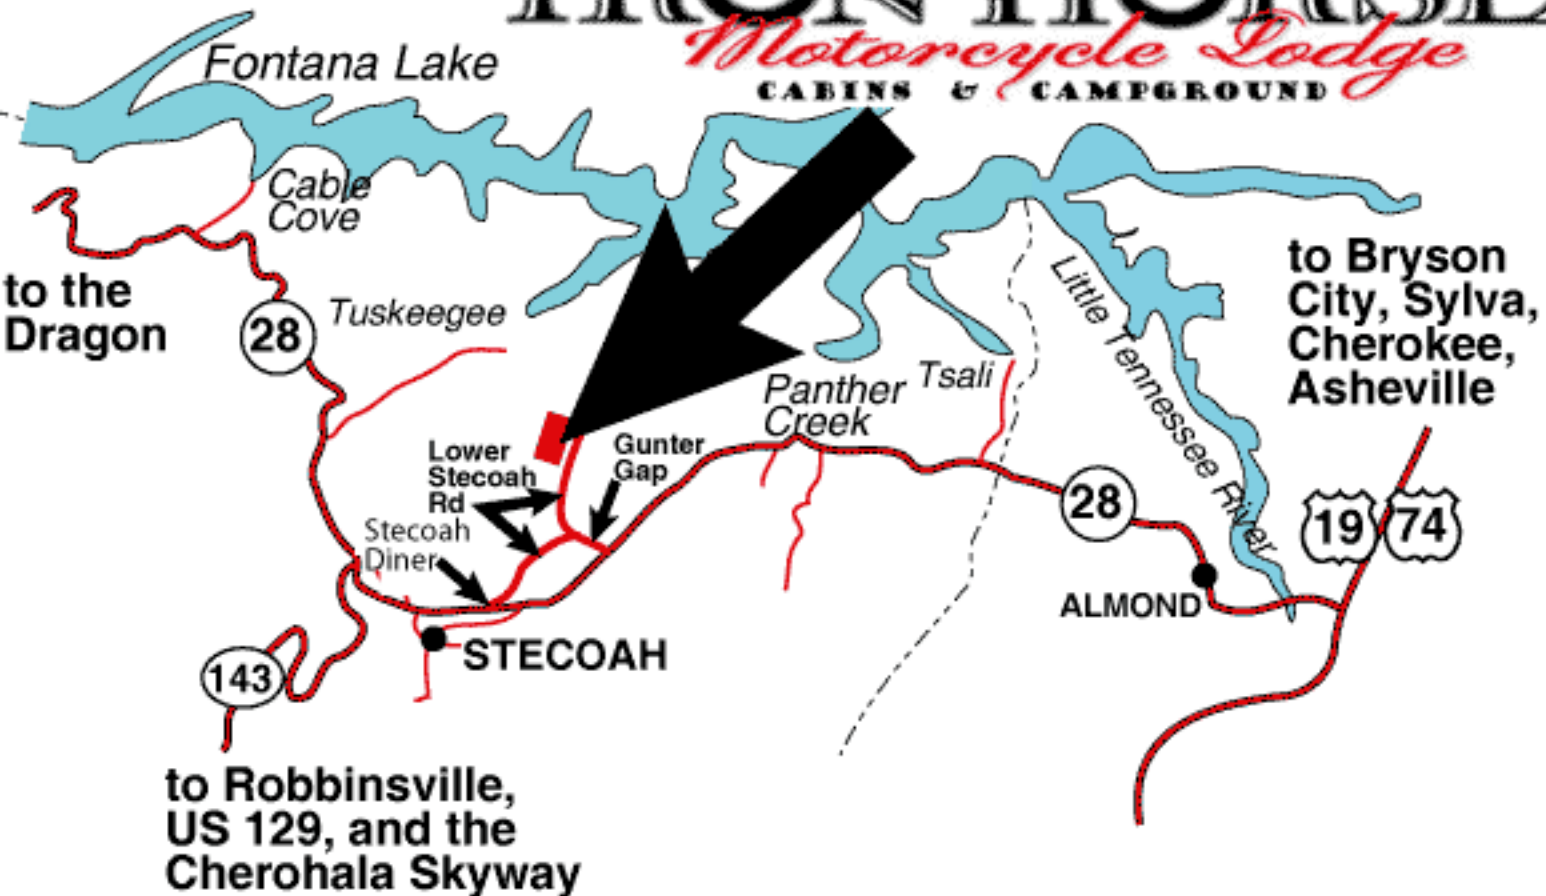 IRON HORSE
Motorcycle Lodge
CABINS & CAMPGROUND
Fontana Lake
Cable
Cove
to the
Dragon
28
Tuskeegee
to Bryson
City, Sylva,
Cherokee,
Asheville
Little Tennessee River
Panther
Creek
Tsali
Lower
Stecoah
Rd
Gunter
Gap
Stecoah
Diner
28
19
74
ALMOND
STECOAH
143
to Robbinsville,
US 129, and the
Cherohala Skyway